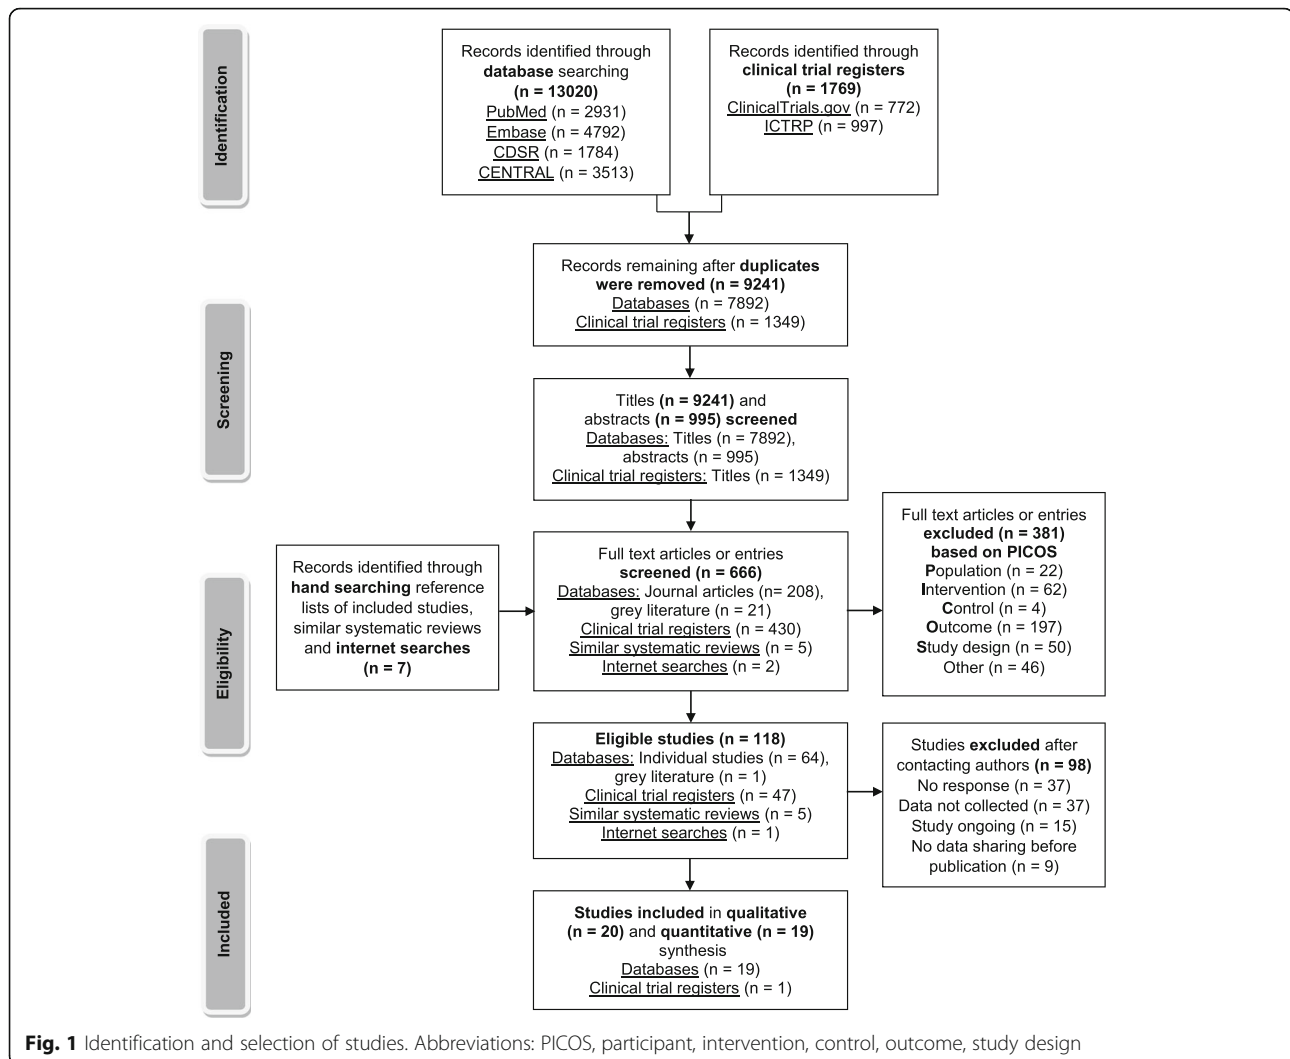 Identification
Records identified through
database searching
(n = 13020)
PubMed (n = 2931)
Embase (n = 4792)
CDSR (n = 1784)
CENTRAL (n = 3513)
Records identified through
clinical trial registers
(n = 1769)
ClinicalTrials.gov (n = 772)
ICTRP (n = 997)
Screening
Records remaining after duplicates
were removed (n = 9241)
Databases (n = 7892)
Clinical trial registers (n = 1349)
Titles (n = 9241) and
abstracts (n = 995) screened
Databases: Titles (n = 7892),
abstracts (n = 995)
Clinical trial registers: Titles (n = 1349)
Eligibility
Records identified through
hand searching reference
lists of included studies,
similar systematic reviews
and internet searches
(n = 7)
Full text articles or entries
screened (n = 666)
Databases: Journal articles (n= 208),
grey literature (n = 21)
Clinical trial registers (n = 430)
Similar systematic reviews (n = 5)
Internet searches (n = 2)
Full text articles or entries
excluded (n = 381)
based on PICOS
Population (n = 22)
Intervention (n = 62)
Control (n = 4)
Outcome (n = 197)
Study design (n = 50)
Other (n = 46)
Eligible studies (n = 118)
Databases: Individual studies (n = 64),
grey literature (n = 1)
Clinical trial registers (n = 47)
Similar systematic reviews (n = 5)
Internet searches (n = 1)
Studies excluded after
contacting authors (n = 98)
No response (n = 37)
Data not collected (n = 37)
Study ongoing (n = 15)
No data sharing before
publication (n = 9)
Included
Studies included in qualitative
(n = 20) and quantitative (n = 19)
synthesis
Databases (n = 19)
Clinical trial registers (n = 1)
Fig. 1 Identification and selection of studies. Abbreviations: PICOS, participant, intervention, control, outcome, study design